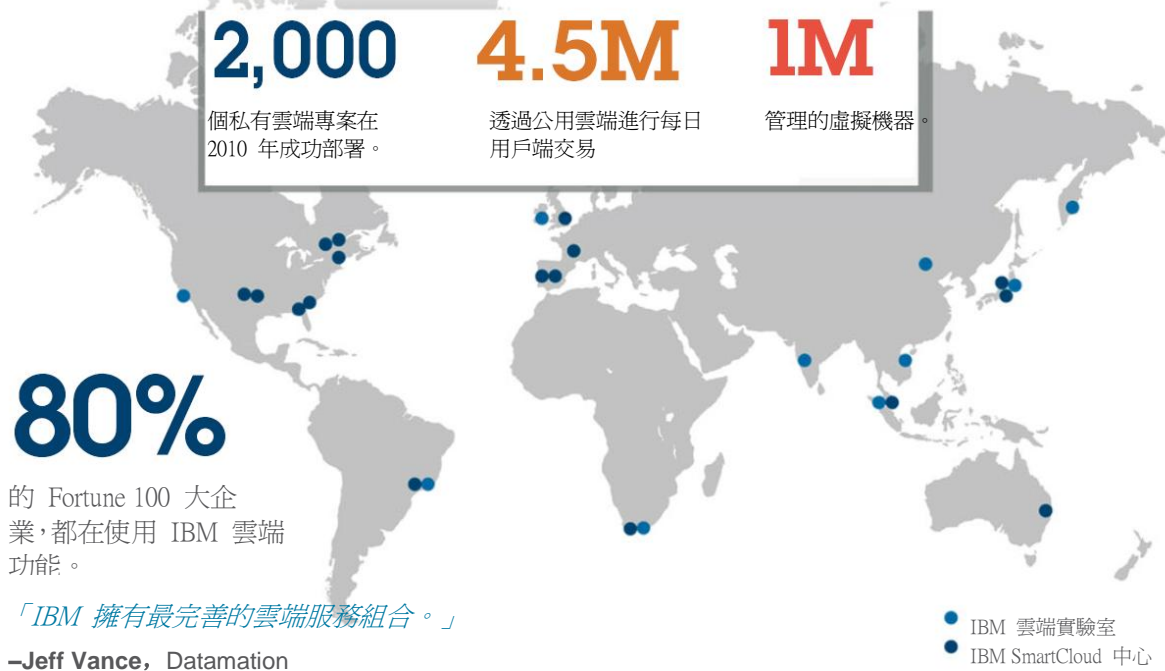 2,000
個私有雲端專案在
2010 年成功部署。
4.5M
透過公用雲端進行每日
用戶端交易
1M
管理的虛擬機器。
80%
的 Fortune 100 大企
業，都在使用 IBM 雲端
功能。
「IBM 擁有最完善的雲端服務組合。」
–Jeff Vance，Datamation
IBM 雲端實驗室
IBM SmartCloud 中心